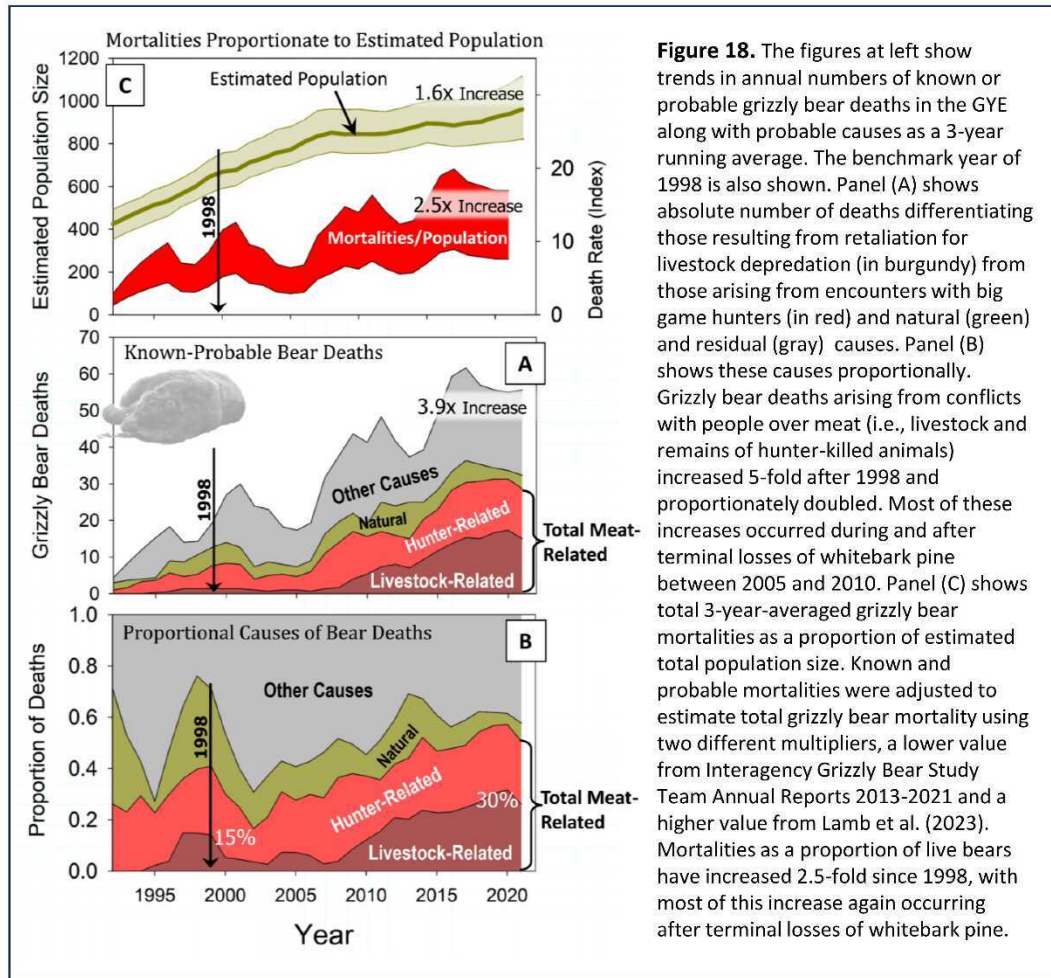 Mortalities Proportionate to Estimated Population
C
Estimated Population
1.6x Increase
1998
2.5x Increase
Mortalities/Population
Estimated Population Size
1200
1000
800
600
400
200
0
Death Rate (Index)
20
10
0
Known-Probable Bear Deaths
A
3.9x Increase
1998
Other Causes
Natural
Hunter-Related
Livestock-Related
Total Meat-
Related
Grizzly Bear Deaths
70
60
50
40
30
20
10
0
Proportional Causes of Bear Deaths
B
Other Causes
1998
Natural
Hunter-Related
15%
30%
Livestock-Related
Total Meat-
Related
Proportion of Deaths
1.0
0.8
0.6
0.4
0.2
0.0
1995 2000 2005 2010 2015 2020
Year
Figure 18. The figures at left show
trends in annual numbers of known or
probable grizzly bear deaths in the GYE
along with probable causes as a 3-year
running average. The benchmark year of
1998 is also shown. Panel (A) shows
absolute number of deaths differentiating
those resulting from retaliation for
livestock depredation (in burgundy) from
those arising from encounters with big
game hunters (in red) and natural (green)
and residual (gray) causes. Panel (B)
shows these causes proportionally.
Grizzly bear deaths arising from conflicts
with people over meat (i.e., livestock and
remains of hunter-killed animals)
increased 5-fold after 1998 and
proportionately doubled. Most of these
increases occurred during and after
terminal losses of whitebark pine
between 2005 and 2010. Panel (C) shows
total 3-year-averaged grizzly bear
mortalities as a proportion of estimated
total population size. Known and
probable mortalities were adjusted to
estimate total grizzly bear mortality using
two different multipliers, a lower value
from Interagency Grizzly Bear Study
Team Annual Reports 2013-2021 and a
higher value from Lamb et al. (2023).
Mortalities as a proportion of live bears
have increased 2.5-fold since 1998, with
most of this increase again occurring
after terminal losses of whitebark pine.